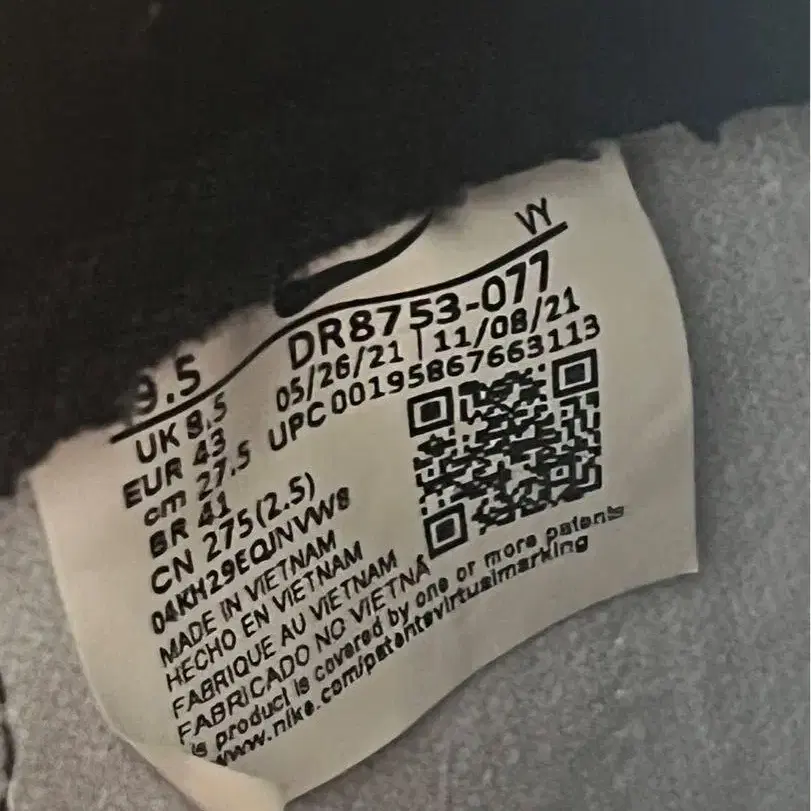 VY
9.5 DR8753-077
UK 8.5 05/26/21 11/08/21
EUR 43 UPC 00195867663113
cm 27.5
BR 41
CN 275(2.5)
04KH29EQJNVW8
MADE IN VIETNAM
HECHO EN VIETNAM
FABRIQUE AU VIETNAM
FABRICADO NO VIETNÃ
is product is covered by one or more patents
www.nike.com/patentsvirtualmarking